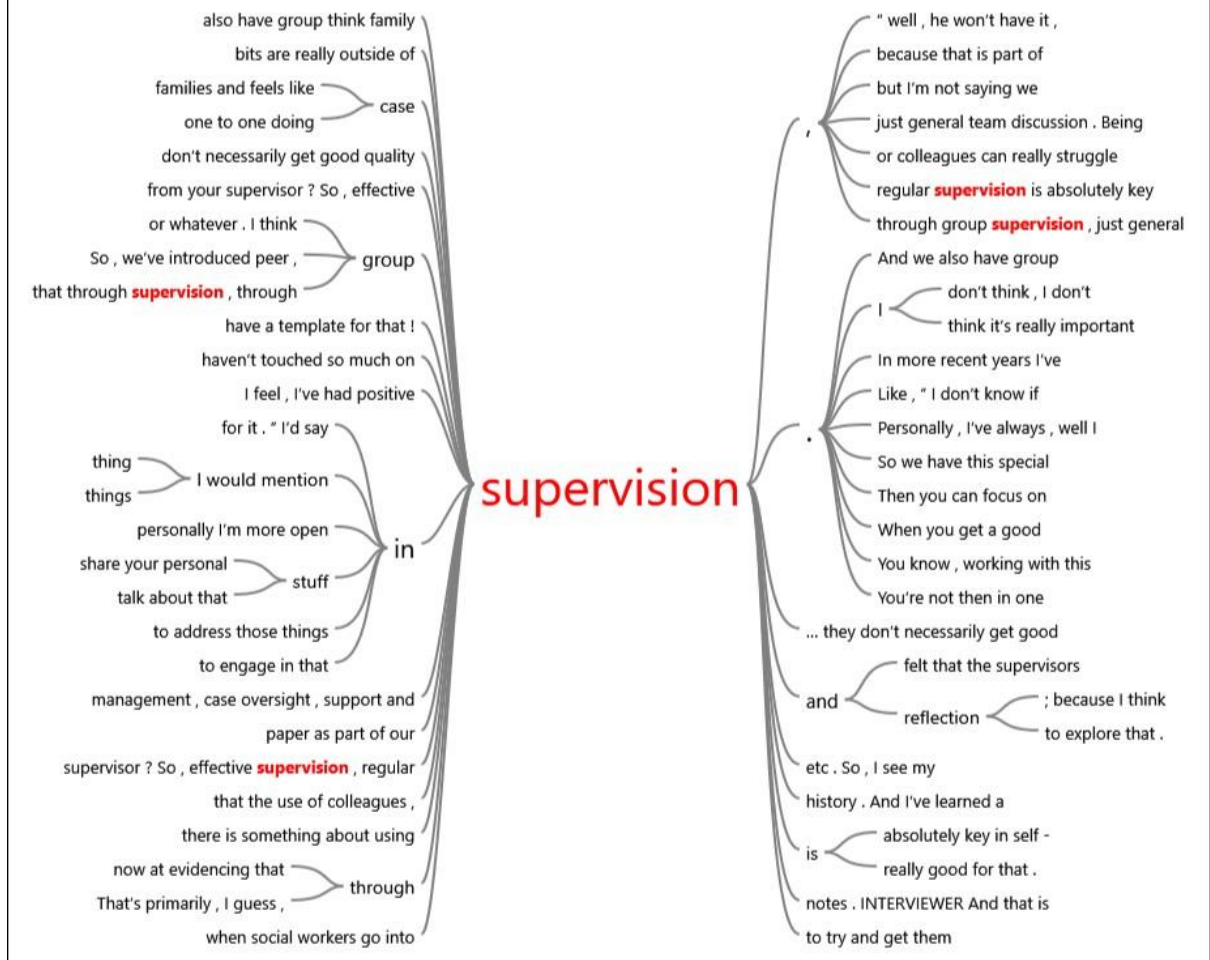 also have group think family
bits are really outside of
families and feels like
one to one doing
case
don't necessarily get good quality
from your supervisor ? So , effective
or whatever . I think
So , we've introduced peer ,
that through supervision , through
group
have a template for that !
haven't touched so much on
I feel , I've had positive
for it . " I'd say
thing
things
I would mention
personally I'm more open
share your personal
talk about that
stuff
to address those things
to engage in that
in
management , case oversight , support and
paper as part of our
supervisor ? So , effective supervision , regular
that the use of colleagues ,
there is something about using
now at evidencing that
That's primarily , I guess ,
through
when social workers go into
supervision
,
" well , he won't have it ,
because that is part of
but I'm not saying we
just general team discussion . Being
or colleagues can really struggle
regular supervision is absolutely key
through group supervision , just general
.
And we also have group
I
don't think , I don't
think it's really important
In more recent years I've
Like , " I don't know if
Personally , I've always , well I
So we have this special
Then you can focus on
When you get a good
You know , working with this
You're not then in one
... they don't necessarily get good
and
felt that the supervisors
reflection
; because I think
to explore that .
etc . So , I see my
history . And I've learned a
is
absolutely key in self -
really good for that .
notes . INTERVIEWER And that is
to try and get them